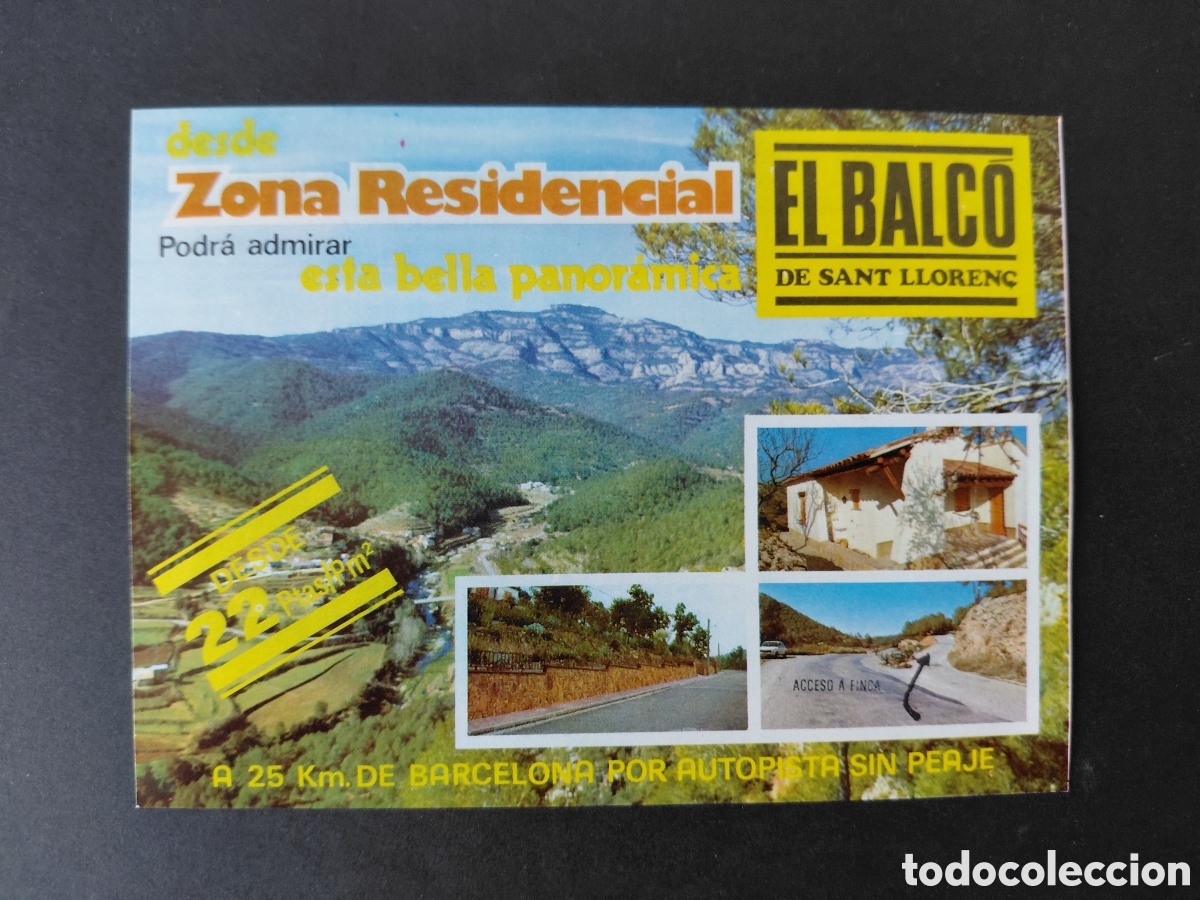 desde
Zona Residencial
Podrá admirar
esta bella panorámica
EL BALCÓ
DE SANT LLORENÇ
DESDE
22 Ptas/Pm²
ACCESO A FINCA
A 25 Km. DE BARCELONA POR AUTOPISTA SIN PEAJE
todocoleccion